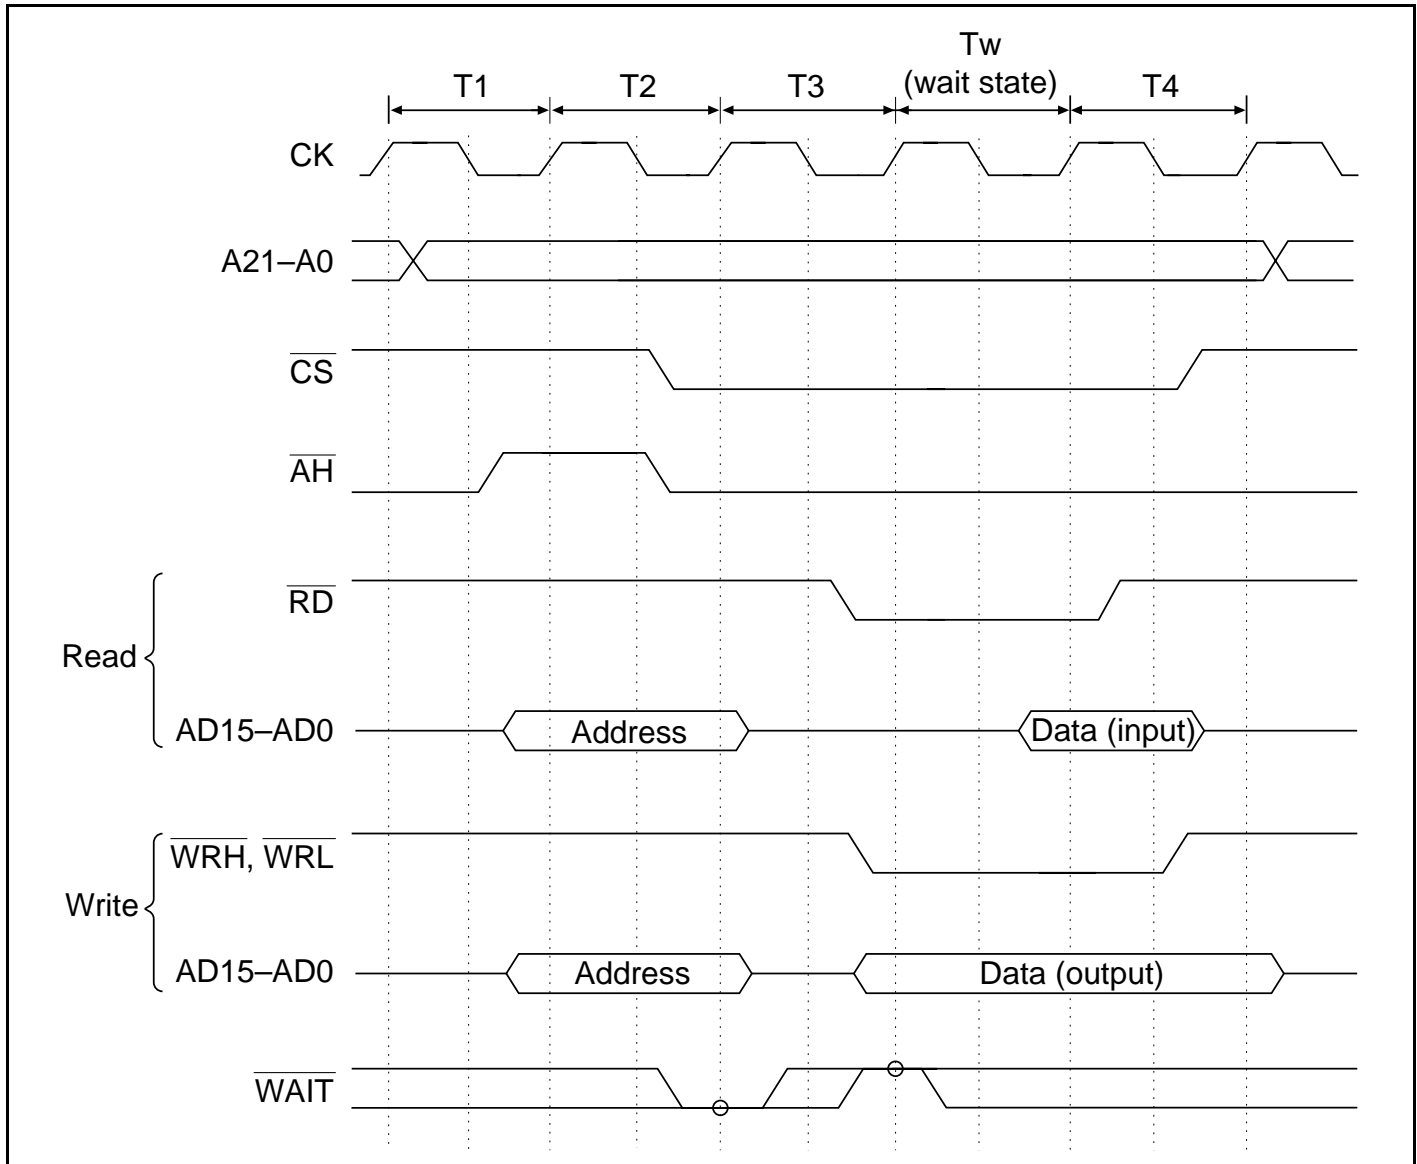 Tw
T1 T2 T3 (wait state) T4
CK
A21–A0
CS
AH
RD
Read
AD15–AD0 Address Data (input)
WRH, WRL
Write
AD15–AD0 Address Data (output)
WAIT